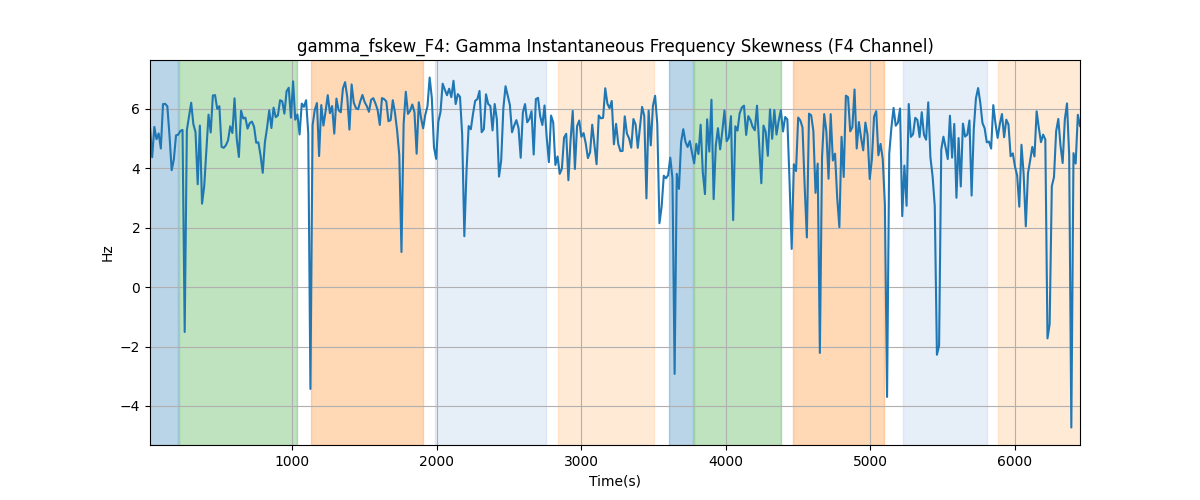 gamma_fskew_F4: Gamma Instantaneous Frequency Skewness (F4 Channel)
6
4
2
0
−2
−4
Hz
1000 2000 3000 4000 5000 6000
Time(s)